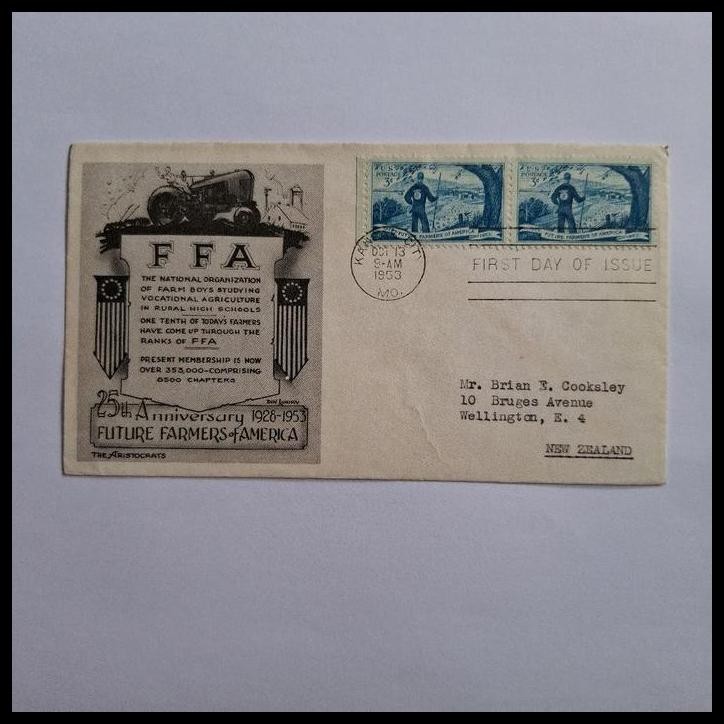 FFA
THE NATIONAL ORGANIZATION
OF FARM BOYS STUDYING
VOCATIONAL AGRICULTURE
IN RURAL HIGH SCHOOLS
ONE TENTH OF TODAY'S FARMERS
HAVE COME UP THROUGH THE
RANKS OF FFA
PRESENT MEMBERSHIP IS NOW
OVER 353,000-COMPRISING
8500 CHAPTERS
25th Anniversary 1928-1953
FUTURE FARMERS of AMERICA
THE ARISTOCRATS
U.S. POSTAGE 3¢
FUTURE FARMERS OF AMERICA
U.S. POSTAGE 3¢
FUTURE FARMERS OF AMERICA
OCT 13
9-AM
1953
MO.
FIRST DAY OF ISSUE
Mr. Brian E. Cooksley
10 Bruges Avenue
Wellington, E. 4
NEW ZEALAND